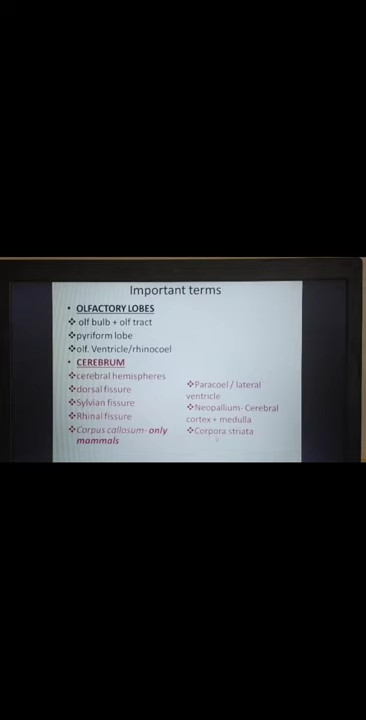 Important terms
• OLFACTORY LOBES
❖ olf bulb + olf tract
❖pyriform lobe
❖olf. Ventricle/rhinocoel
• CEREBRUM
❖cerebral hemispheres
❖dorsal fissure
❖Sylvian fissure
❖Rhinal fissure
❖Corpus callosum- only
mammals
❖Paracoel / lateral
ventricle
❖Neopallium- Cerebral
cortex + medulla
❖Corpora striata